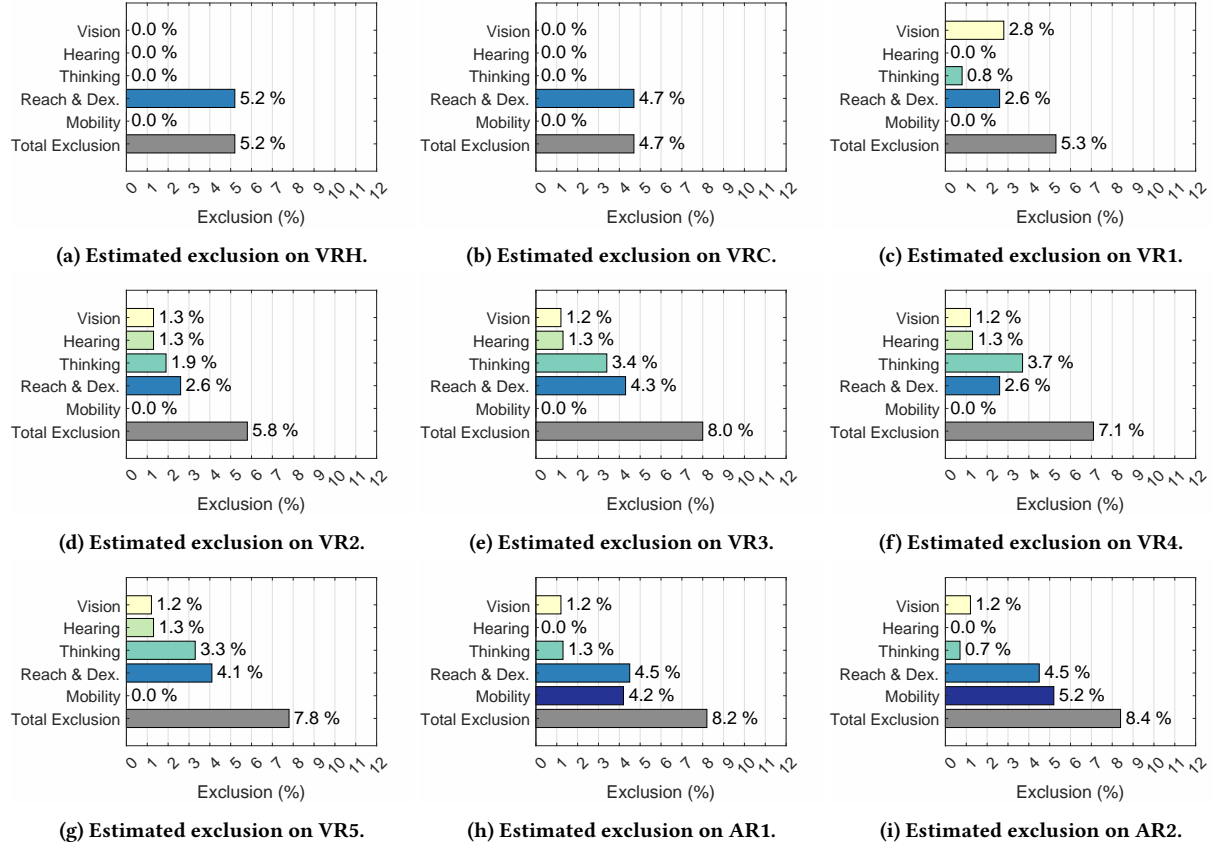 Vision 0.0 %
Hearing 0.0 %
Thinking 0.0 %
Reach & Dex. 5.2 %
Mobility 0.0 %
Total Exclusion 5.2 %
0 1 2 3 4 5 6 7 8 9 10 11 12
Exclusion (%)
(a) Estimated exclusion on VRH.
Vision 0.0 %
Hearing 0.0 %
Thinking 0.0 %
Reach & Dex. 4.7 %
Mobility 0.0 %
Total Exclusion 4.7 %
0 1 2 3 4 5 6 7 8 9 10 11 12
Exclusion (%)
(b) Estimated exclusion on VRC.
Vision 2.8 %
Hearing 0.0 %
Thinking 0.8 %
Reach & Dex. 2.6 %
Mobility 0.0 %
Total Exclusion 5.3 %
0 1 2 3 4 5 6 7 8 9 10 11 12
Exclusion (%)
(c) Estimated exclusion on VR1.
Vision 1.3 %
Hearing 1.3 %
Thinking 1.9 %
Reach & Dex. 2.6 %
Mobility 0.0 %
Total Exclusion 5.8 %
0 1 2 3 4 5 6 7 8 9 10 11 12
Exclusion (%)
(d) Estimated exclusion on VR2.
Vision 1.2 %
Hearing 1.3 %
Thinking 3.4 %
Reach & Dex. 4.3 %
Mobility 0.0 %
Total Exclusion 8.0 %
0 1 2 3 4 5 6 7 8 9 10 11 12
Exclusion (%)
(e) Estimated exclusion on VR3.
Vision 1.2 %
Hearing 1.3 %
Thinking 3.7 %
Reach & Dex. 2.6 %
Mobility 0.0 %
Total Exclusion 7.1 %
0 1 2 3 4 5 6 7 8 9 10 11 12
Exclusion (%)
(f) Estimated exclusion on VR4.
Vision 1.2 %
Hearing 1.3 %
Thinking 3.3 %
Reach & Dex. 4.1 %
Mobility 0.0 %
Total Exclusion 7.8 %
0 1 2 3 4 5 6 7 8 9 10 11 12
Exclusion (%)
(g) Estimated exclusion on VR5.
Vision 1.2 %
Hearing 0.0 %
Thinking 1.3 %
Reach & Dex. 4.5 %
Mobility 4.2 %
Total Exclusion 8.2 %
0 1 2 3 4 5 6 7 8 9 10 11 12
Exclusion (%)
(h) Estimated exclusion on AR1.
Vision 1.2 %
Hearing 0.0 %
Thinking 0.7 %
Reach & Dex. 4.5 %
Mobility 5.2 %
Total Exclusion 8.4 %
0 1 2 3 4 5 6 7 8 9 10 11 12
Exclusion (%)
(i) Estimated exclusion on AR2.